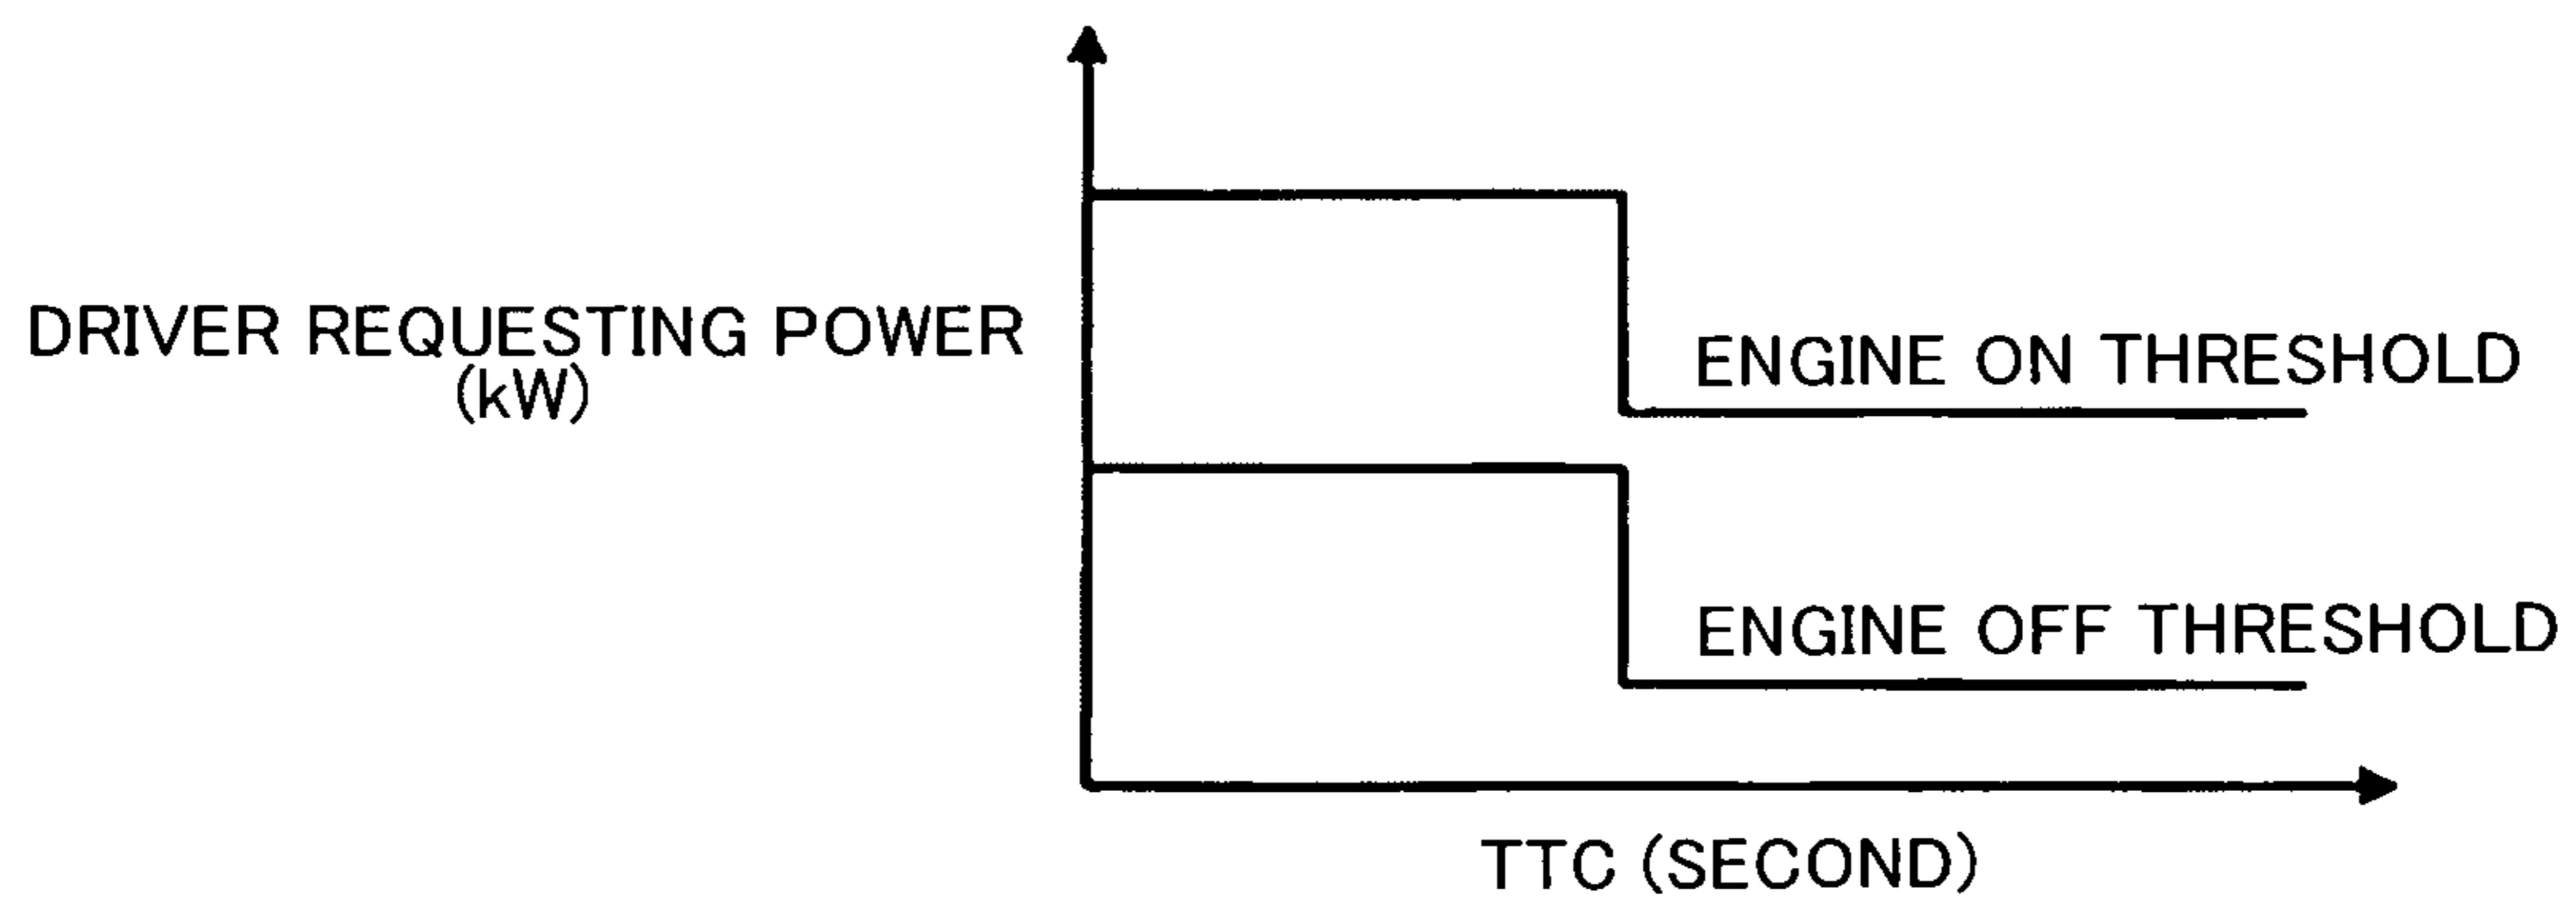 DRIVER REQUESTING POWER
(kW)
ENGINE ON THRESHOLD
ENGINE OFF THRESHOLD
TTC (SECOND)